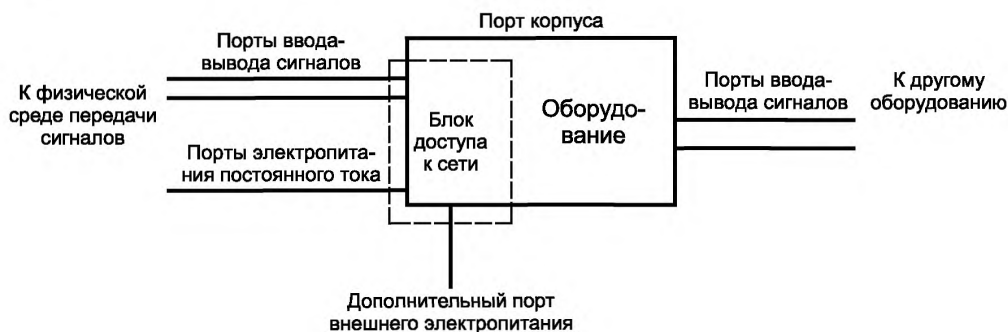 Порт корпуса
Порты ввода-
вывода сигналов
К физической
среде передачи
сигналов
Порты электропита-
ния постоянного тока
Блок
доступа
к сети
Оборудо-
вание
Порты ввода-
вывода сигналов
К другому
оборудованию
Дополнительный порт
внешнего электропитания